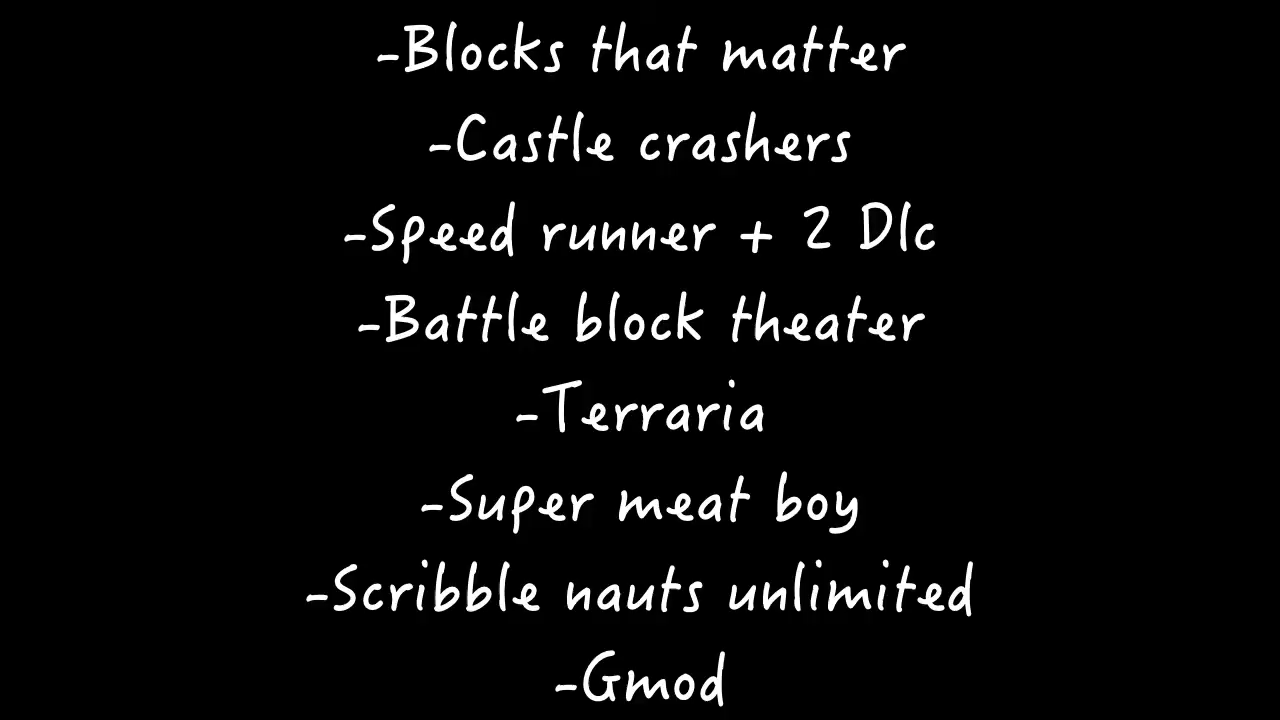 -Blocks that matter
-Castle crashers
-Speed runner + 2 Dlc
-Battle block theater
-Terraria
-Super meat boy
-Scribble nauts unlimited
-Gmod